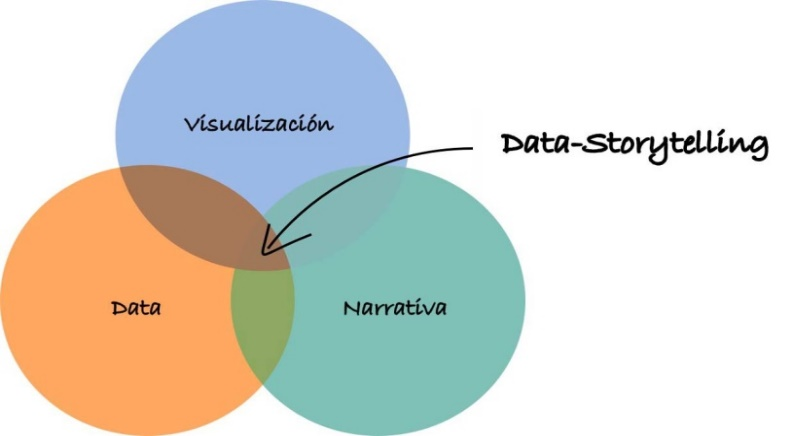 Visualización
Data-Storytelling
Data
Narrativa